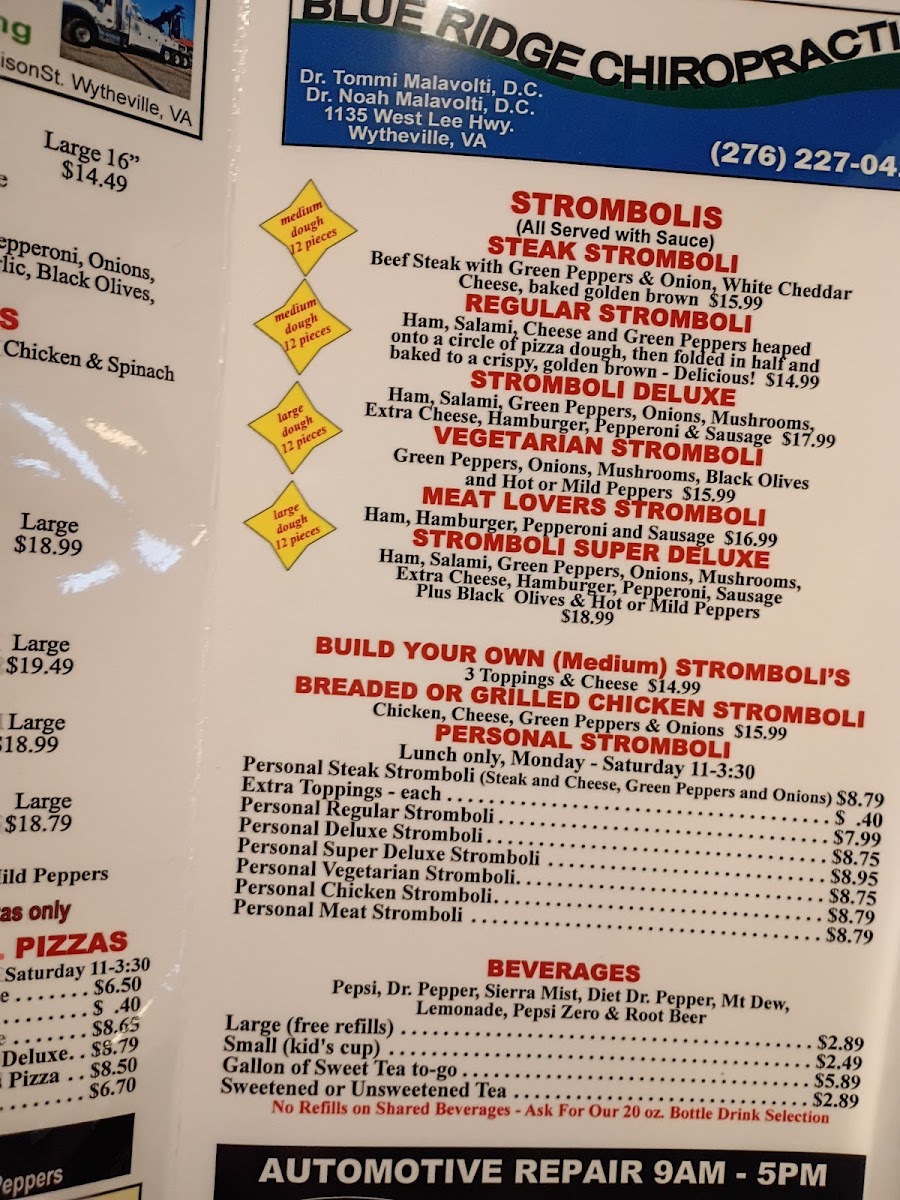 ng
isonSt. Wytheville, VA
Large 16”
$14.49
epperoni, Onions,
lic, Black Olives,
S
Chicken & Spinach
Large
$18.99
Large
$19.49
Large
$18.99
Large
$18.79
ild Peppers
as only
PIZZAS
Saturday 11-3:30
e . . . . . . . $6.50
. . . . . . . . . $ .40
e . . . . . . . $8.65
Deluxe. . $8.79
Pizza . . $8.50
. . . . . . . . $6.70
eppers
BLUE RIDGE CHIROPRACTI
Dr. Tommi Malavolti, D.C.
Dr. Noah Malavolti, D.C.
1135 West Lee Hwy.
Wytheville, VA
(276) 227-04
medium
dough
12 pieces
medium
dough
12 pieces
large
dough
12 pieces
large
dough
12 pieces
STROMBOLIS
(All Served with Sauce)
STEAK STROMBOLI
Beef Steak with Green Peppers & Onion, White Cheddar
Cheese, baked golden brown $15.99
REGULAR STROMBOLI
Ham, Salami, Cheese and Green Peppers heaped
onto a circle of pizza dough, then folded in half and
baked to a crispy, golden brown - Delicious! $14.99
STROMBOLI DELUXE
Ham, Salami, Green Peppers, Onions, Mushrooms,
Extra Cheese, Hamburger, Pepperoni & Sausage $17.99
VEGETARIAN STROMBOLI
Green Peppers, Onions, Mushrooms, Black Olives
and Hot or Mild Peppers $15.99
MEAT LOVERS STROMBOLI
Ham, Hamburger, Pepperoni and Sausage $16.99
STROMBOLI SUPER DELUXE
Ham, Salami, Green Peppers, Onions, Mushrooms,
Extra Cheese, Hamburger, Pepperoni, Sausage
Plus Black Olives & Hot or Mild Peppers
$18.99
BUILD YOUR OWN (Medium) STROMBOLI’S
3 Toppings & Cheese $14.99
BREADED OR GRILLED CHICKEN STROMBOLI
Chicken, Cheese, Green Peppers & Onions $15.99
PERSONAL STROMBOLI
Lunch only, Monday - Saturday 11-3:30
Personal Steak Stromboli (Steak and Cheese, Green Peppers and Onions) $8.79
Extra Toppings - each . . . . . . . . $ .40
Personal Regular Stromboli . . . . . . . . $7.99
Personal Deluxe Stromboli . . . . . . . . $8.75
Personal Super Deluxe Stromboli . . . . . . . . $8.95
Personal Vegetarian Stromboli. . . . . . . . $8.75
Personal Chicken Stromboli. . . . . . . . $8.79
Personal Meat Stromboli . . . . . . . . $8.79
BEVERAGES
Pepsi, Dr. Pepper, Sierra Mist, Diet Dr. Pepper, Mt Dew,
Lemonade, Pepsi Zero & Root Beer
Large (free refills) . . . . . . . . $2.89
Small (kid's cup) . . . . . . . . $2.49
Gallon of Sweet Tea to-go . . . . . . . . $5.89
Sweetened or Unsweetened Tea . . . . . . . . $2.89
No Refills on Shared Beverages - Ask For Our 20 oz. Bottle Drink Selection
AUTOMOTIVE REPAIR 9AM - 5PM